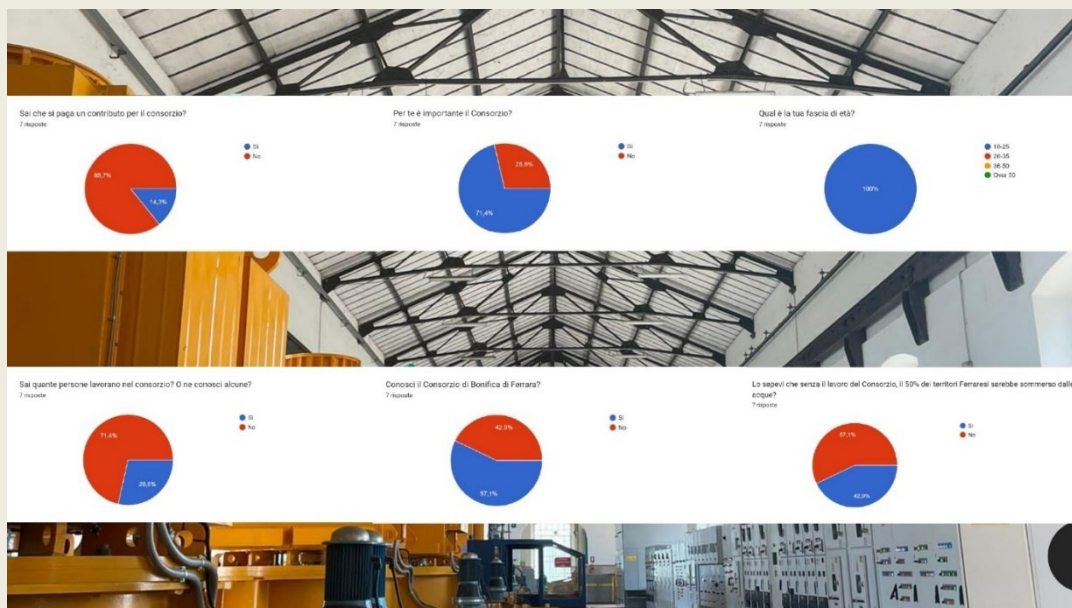 Sai che si paga un contributo per il consorzio?
7 risposte
Sì
No
85,7%
14,3%
Per te è importante il Consorzio?
7 risposte
Sì
No
28,6%
71,4%
Qual è la tua fascia di età?
7 risposte
16-25
26-35
36-50
Over 50
100%
Sai quante persone lavorano nel consorzio? O ne conosci alcune?
7 risposte
Sì
No
71,4%
28,6%
Conosci il Consorzio di Bonifica di Ferrara?
7 risposte
Sì
No
42,9%
57,1%
Lo sapevi che senza il lavoro del Consorzio, il 50% dei territori Ferraresi sarebbe sommerso dalle
acque?
7 risposte
Sì
No
57,1%
42,9%